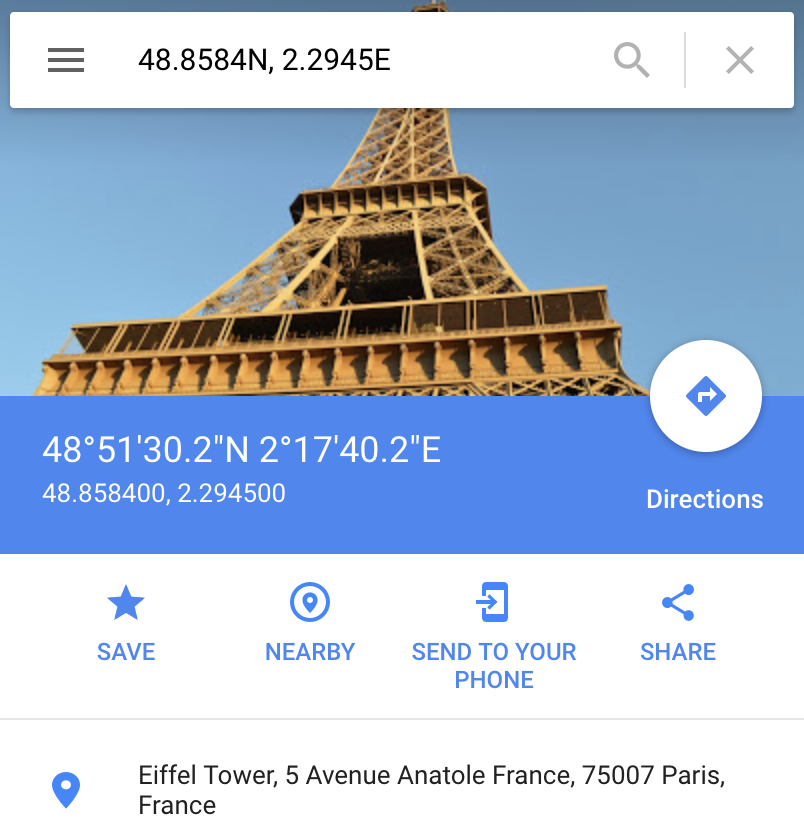 48.8584N, 2.2945E
48°51'30.2"N 2°17'40.2"E
48.858400, 2.294500
Directions
SAVE
NEARBY
SEND TO YOUR
PHONE
SHARE
Eiffel Tower, 5 Avenue Anatole France, 75007 Paris,
France